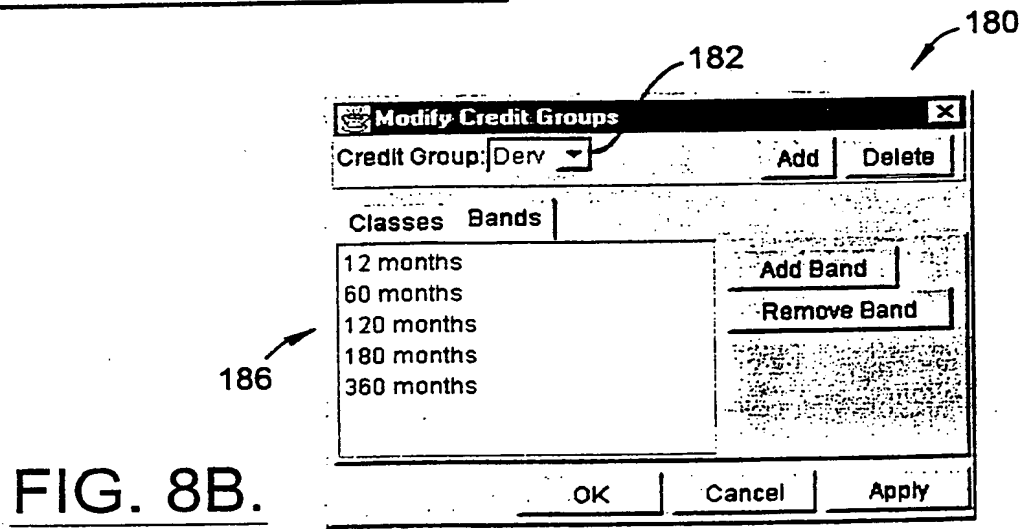 180
182
Modify Credit Groups
Credit Group: Derv Add Delete
Classes Bands
12 months
60 months
120 months
180 months
360 months
Add Band
Remove Band
186
OK Cancel Apply
FIG. 8B.